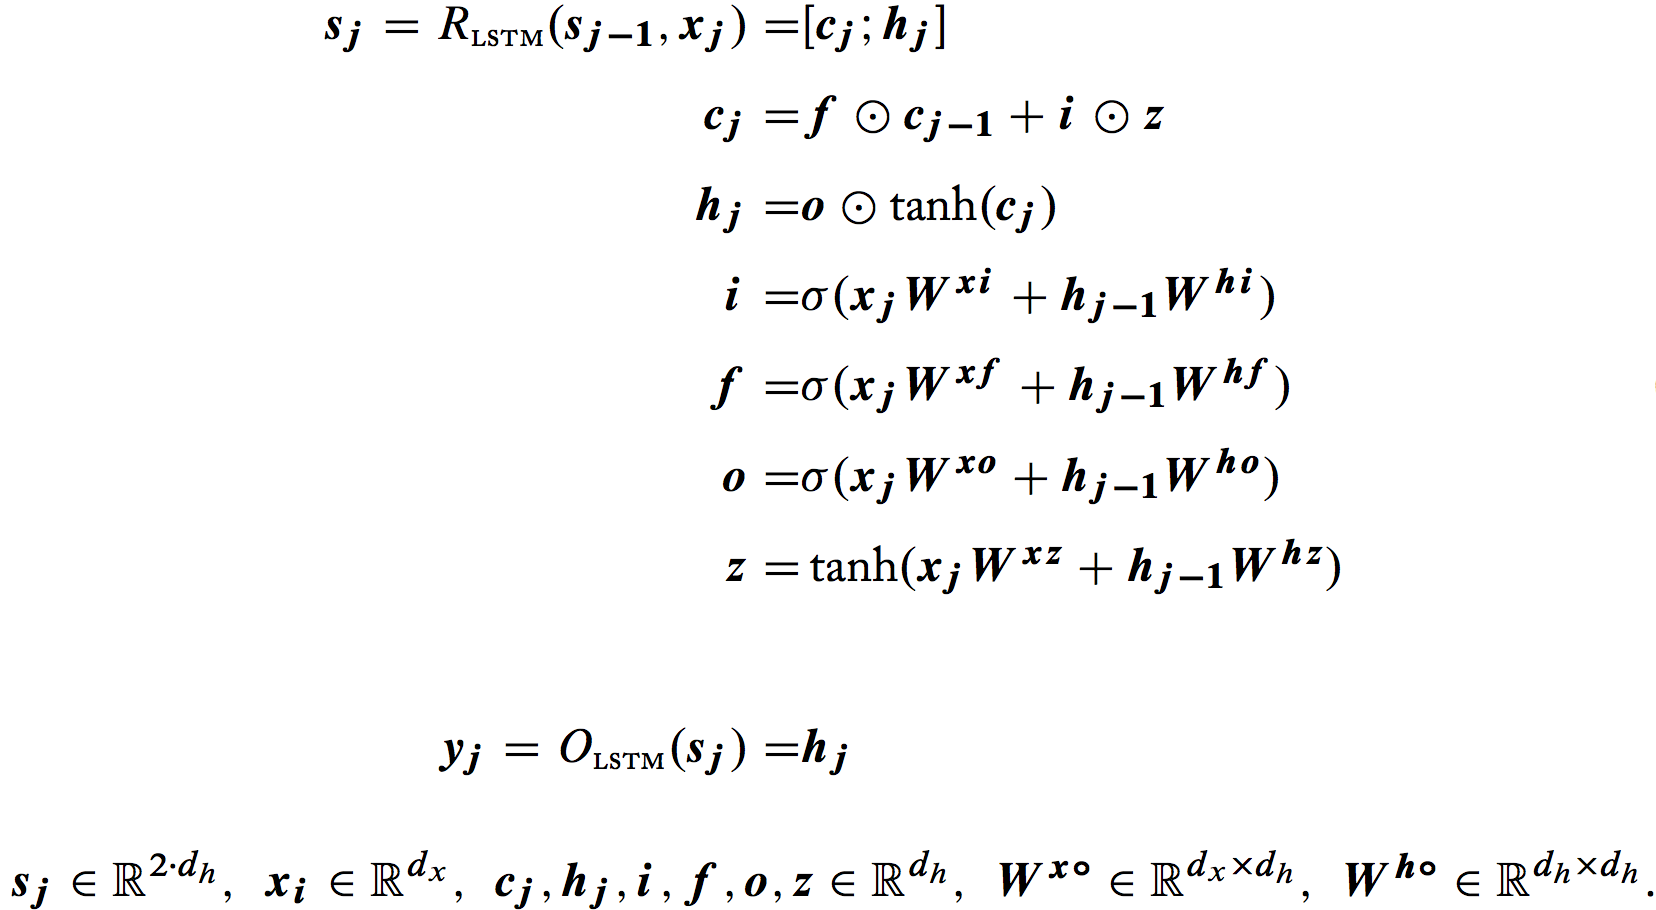 s_j = R_LSTM(s_{j−1}, x_j) =[c_j; h_j]
c_j =f ⊙ c_{j−1} + i ⊙ z
h_j =o ⊙ tanh(c_j)
i =σ(x_j W^{xi} + h_{j−1} W^{hi})
f =σ(x_j W^{xf} + h_{j−1} W^{hf})
o =σ(x_j W^{xo} + h_{j−1} W^{ho})
z = tanh(x_j W^{xz} + h_{j−1} W^{hz})
y_j = O_LSTM(s_j) =h_j
s_j ∈ ℝ^{2·d_h}, x_i ∈ ℝ^{d_x}, c_j, h_j, i, f, o, z ∈ ℝ^{d_h}, W^{x∘} ∈ ℝ^{d_x×d_h}, W^{h∘} ∈ ℝ^{d_h×d_h}.